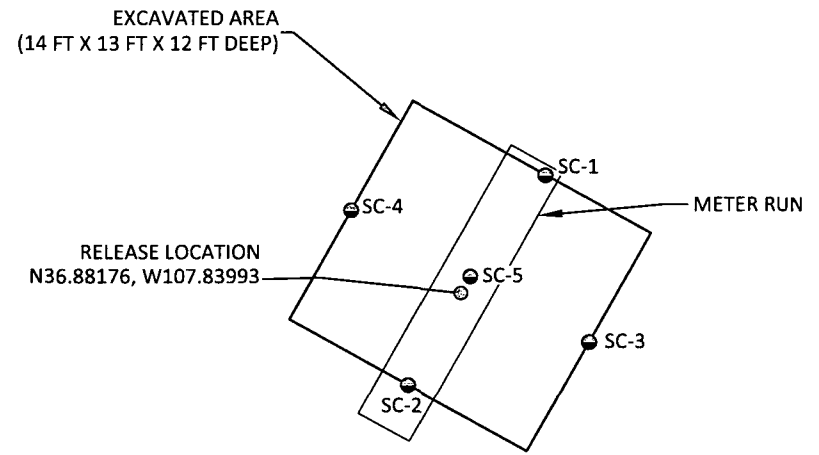 EXCAVATED AREA
(14 FT X 13 FT X 12 FT DEEP)
SC-1
SC-4
METER RUN
RELEASE LOCATION
N36.88176, W107.83993
SC-5
SC-3
SC-2